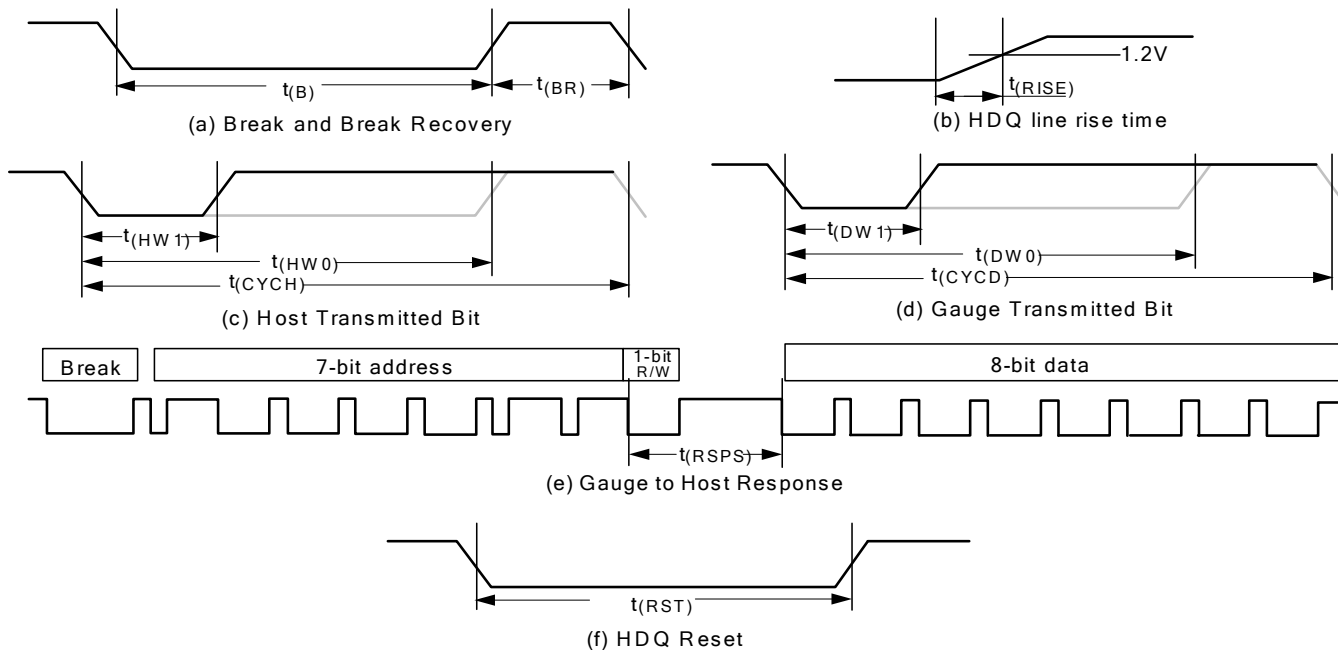 t(B)
t(BR)
(a) Break and Break Recovery
1.2V
t(RISE)
(b) HDQ line rise time
t(HW1)
t(HW0)
t(CYCH)
(c) Host Transmitted Bit
t(DW1)
t(DW0)
t(CYCD)
(d) Gauge Transmitted Bit
Break
7-bit address
1-bit
R/W
8-bit data
t(RSPS)
(e) Gauge to Host Response
t(RST)
(f) HDQ Reset